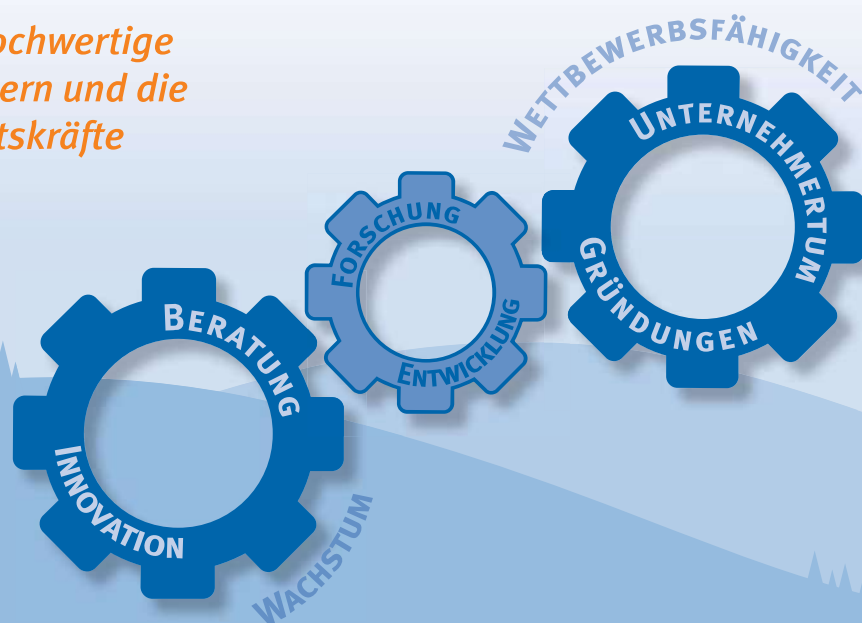 ochwertige
ern und die
tskräfte
WETTBEWERBSFÄHIGKEIT
UNTERNEHMERTUM
GRÜNDUNGEN
FORSCHUNG
ENTWICKLUNG
BERATUNG
INNOVATION
WACHSTUM